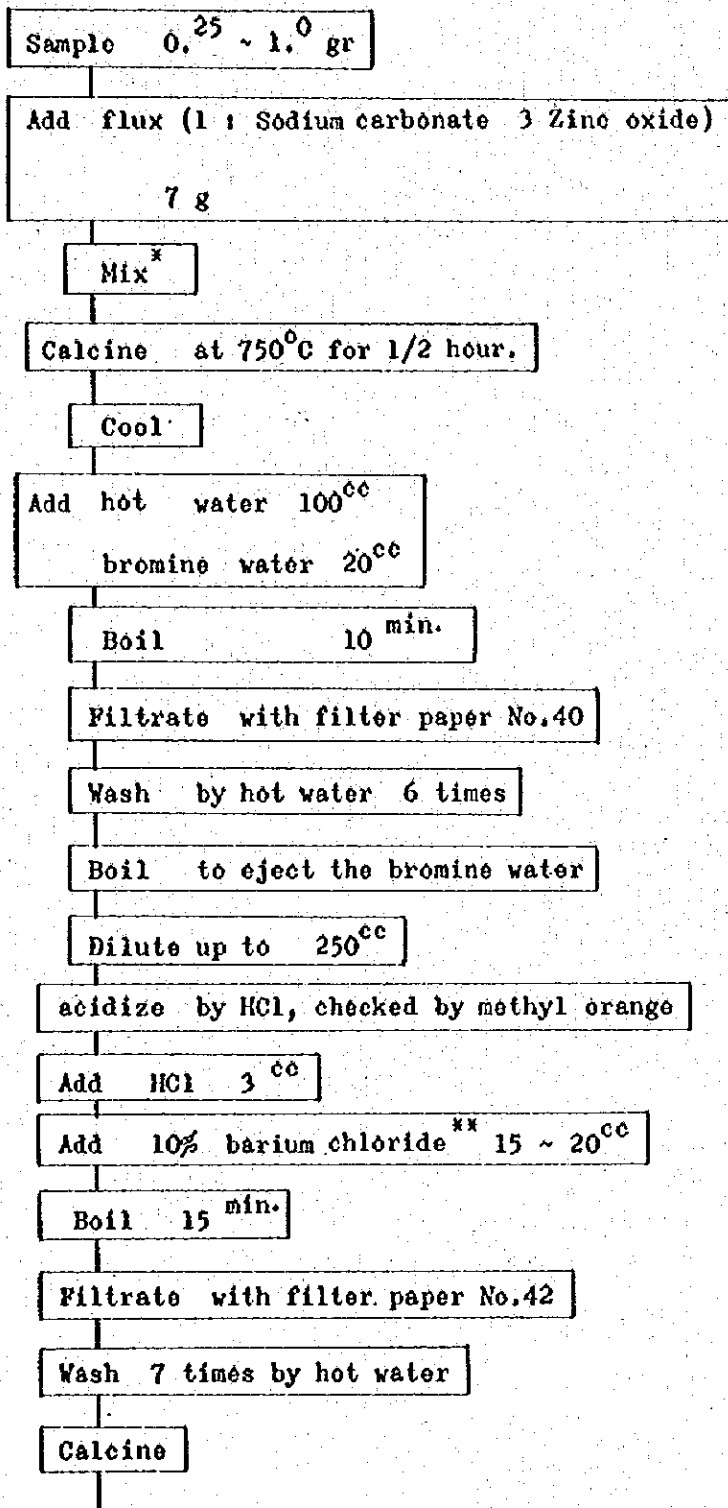 Sample 0.25 ~ 1.0 gr
Add flux (1 : Sodium carbonate 3 Zinc oxide)
7 g
Mix*
Calcine at 750°C for 1/2 hour.
Cool
Add hot water 100cc
bromine water 20cc
Boil 10 min.
Filtrate with filter paper No.40
Wash by hot water 6 times
Boil to eject the bromine water
Dilute up to 250cc
acidize by HCl, checked by methyl orange
Add HCl 3 cc
Add 10% barium chloride** 15 ~ 20cc
Boil 15 min.
Filtrate with filter paper No.42
Wash 7 times by hot water
Calcine